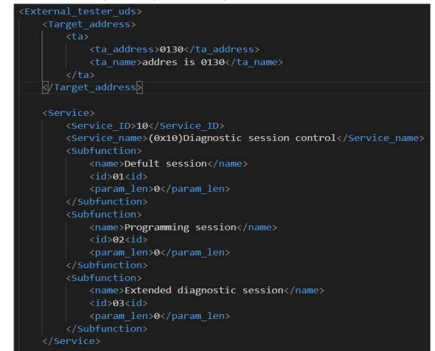 <External_tester_uds>
<Target_address>
<ta>
<ta_address>0130</ta_address>
<ta_name>addres is 0130</ta_name>
</ta>
</Target_address>
<Service>
<Service_ID>10</Service_ID>
<Service_name>(0x10)Diagnostic session control</Service_name>
<Subfunction>
<name>Defult session</name>
<id>01<id>
<param_len>0</param_len>
</Subfunction>
<Subfunction>
<name>Programming session</name>
<id>02<id>
<param_len>0</param_len>
</Subfunction>
<Subfunction>
<name>Extended diagnostic session</name>
<id>03<id>
<param_len>0</param_len>
</Subfunction>
</Service>